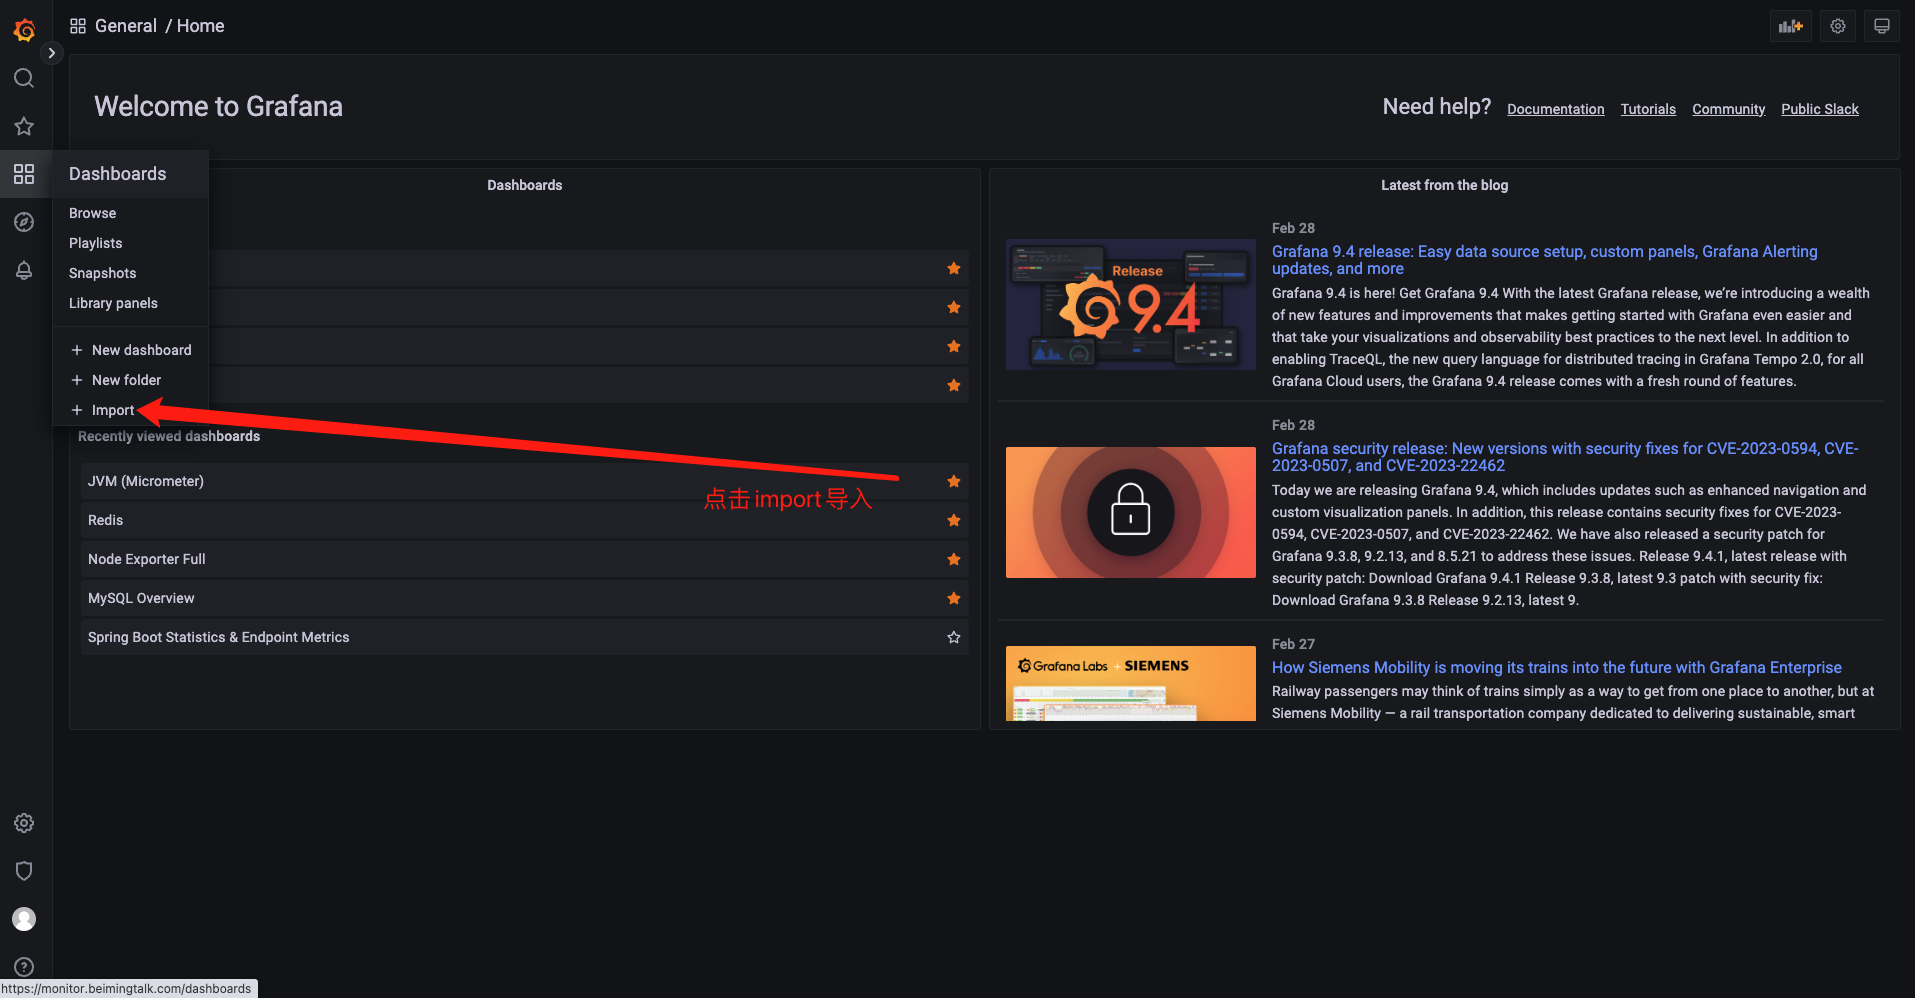 General / Home
Welcome to Grafana
Need help? Documentation Tutorials Community Public Slack
Dashboards
Browse
Playlists
Snapshots
Library panels
New dashboard
New folder
Import
Dashboards
Recently viewed dashboards
JVM (Micrometer)
Redis
Node Exporter Full
MySQL Overview
Spring Boot Statistics & Endpoint Metrics
点击import导入
Latest from the blog
Release
9.4
Feb 28
Grafana 9.4 release: Easy data source setup, custom panels, Grafana Alerting
updates, and more
Grafana 9.4 is here! Get Grafana 9.4 With the latest Grafana release, we’re introducing a wealth
of new features and improvements that makes getting started with Grafana even easier and
that take your visualizations and observability best practices to the next level. In addition to
enabling TraceQL, the new query language for distributed tracing in Grafana Tempo 2.0, for all
Grafana Cloud users, the Grafana 9.4 release comes with a fresh round of features.
Feb 28
Grafana security release: New versions with security fixes for CVE-2023-0594, CVE-
2023-0507, and CVE-2023-22462
Today we are releasing Grafana 9.4, which includes updates such as enhanced navigation and
custom visualization panels. In addition, this release contains security fixes for CVE-2023-
0594, CVE-2023-0507, and CVE-2023-22462. We have also released a security patch for
Grafana 9.3.8, 9.2.13, and 8.5.21 to address these issues. Release 9.4.1, latest release with
security patch: Download Grafana 9.4.1 Release 9.3.8, latest 9.3 patch with security fix:
Download Grafana 9.3.8 Release 9.2.13, latest 9.
Grafana Labs + SIEMENS
Feb 27
How Siemens Mobility is moving its trains into the future with Grafana Enterprise
Railway passengers may think of trains simply as a way to get from one place to another, but at
Siemens Mobility — a rail transportation company dedicated to delivering sustainable, smart
https://monitor.beimingtalk.com/dashboards